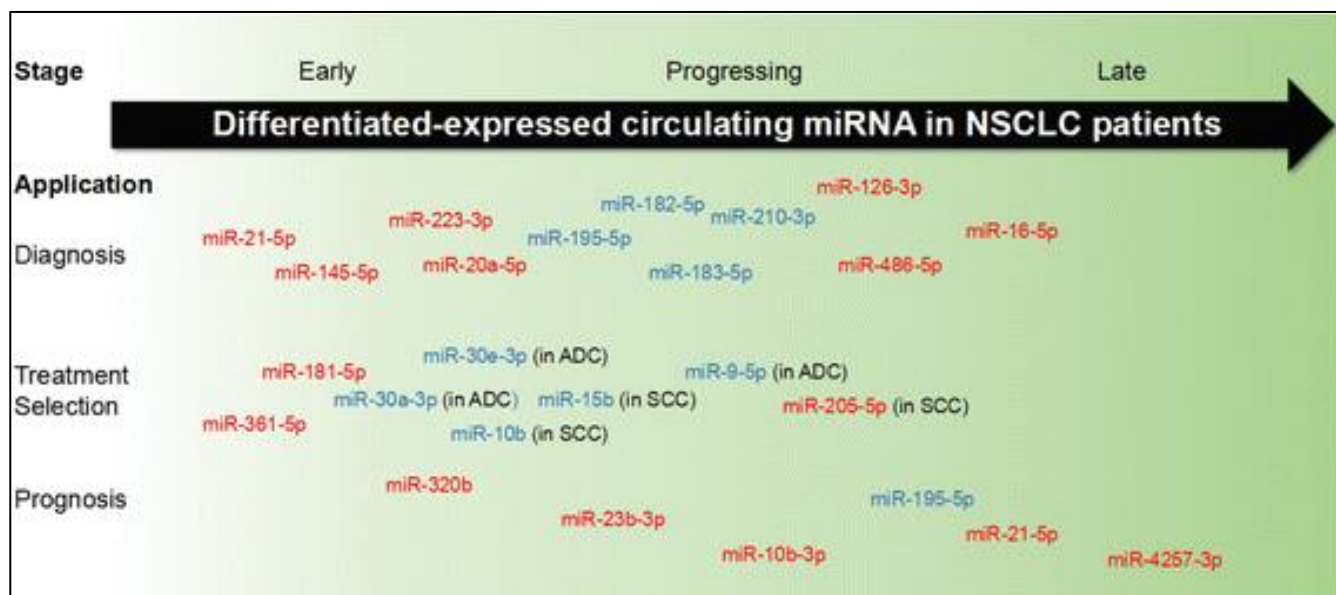 Stage Early Progressing Late
Differentiated-expressed circulating miRNA in NSCLC patients
Application
miR-126-3p
miR-182-5p
miR-223-3p miR-210-3p
miR-21-5p miR-195-5p miR-16-5p
Diagnosis
miR-145-5p miR-20a-5p miR-183-5p miR-486-5p
miR-30e-3p (in ADC)
Treatment miR-181-5p miR-9-5p (in ADC)
Selection miR-30a-3p (in ADC) miR-15b (in SCC) miR-205-5p (in SCC)
miR-361-5p
miR-10b (in SCC)
miR-320b
Prognosis miR-195-5p
miR-23b-3p
miR-21-5p
miR-10b-3p miR-4257-3p